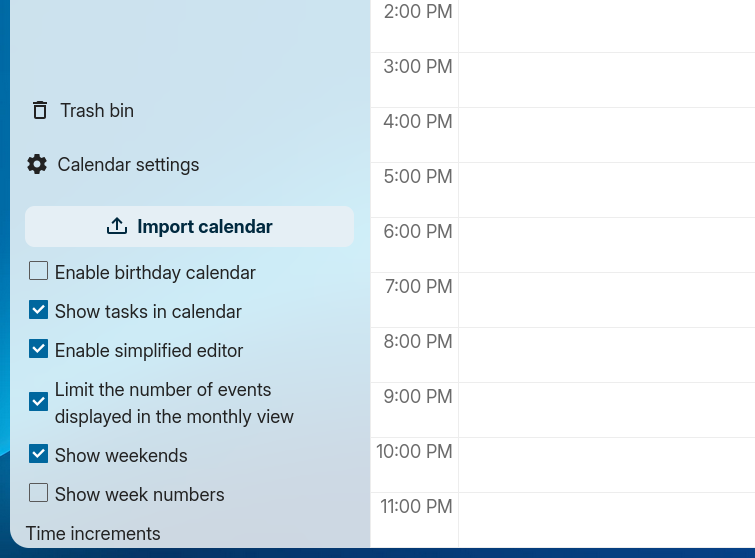 Trash bin
Calendar settings
Import calendar
Enable birthday calendar
Show tasks in calendar
Enable simplified editor
Limit the number of events
displayed in the monthly view
Show weekends
Show week numbers
Time increments
2:00 PM
3:00 PM
4:00 PM
5:00 PM
6:00 PM
7:00 PM
8:00 PM
9:00 PM
10:00 PM
11:00 PM